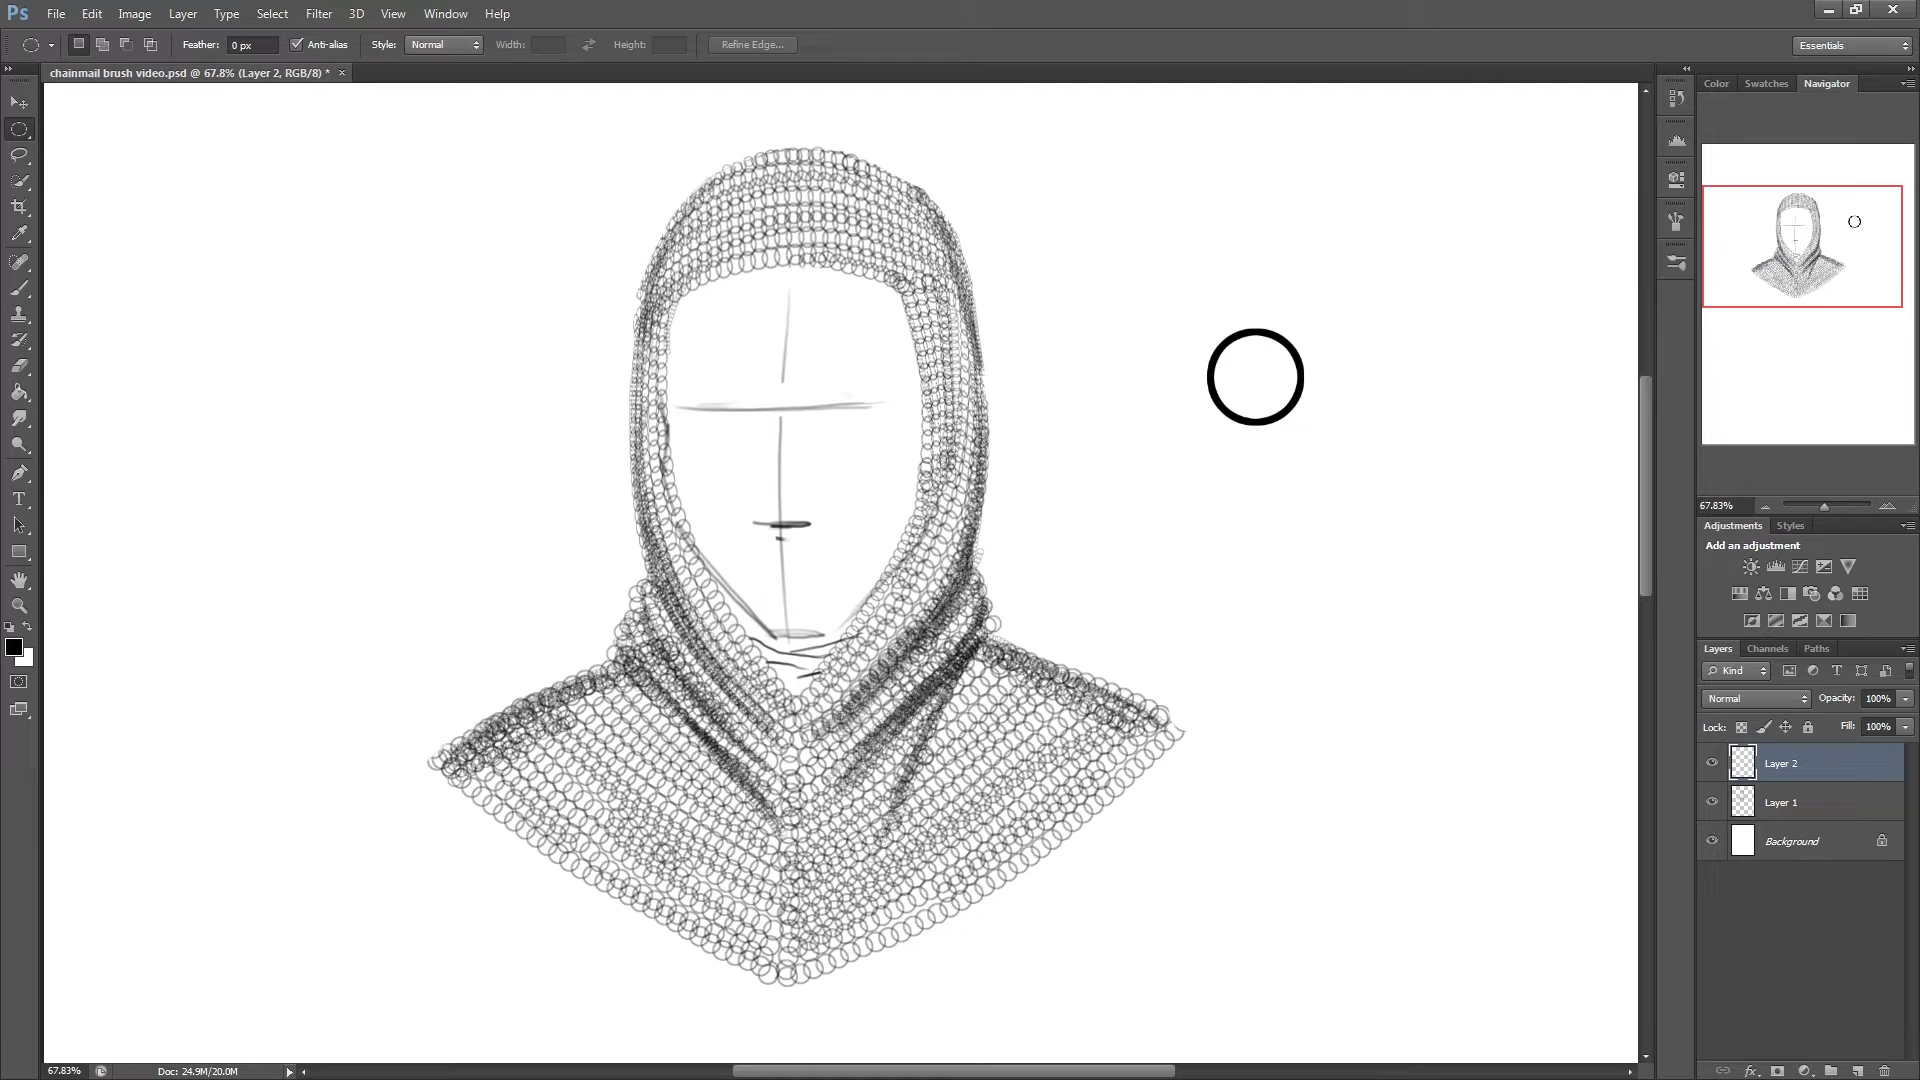 Ps File Edit Image Layer Type Select Filter 3D View Window Help
Feather: 0 px Anti-alias Style: Normal Width: Height: Refine Edge... Essentials
chainmail brush video.psd @ 67.8% (Layer 2, RGB/8) * ×
Color Swatches Navigator
67.83%
Adjustments Styles
Add an adjustment
Layers Channels Paths
Kind
Normal Opacity: 100%
Lock: Fill: 100%
Layer 2
Layer 1
Background
67.83% Doc: 24.9M/20.0M